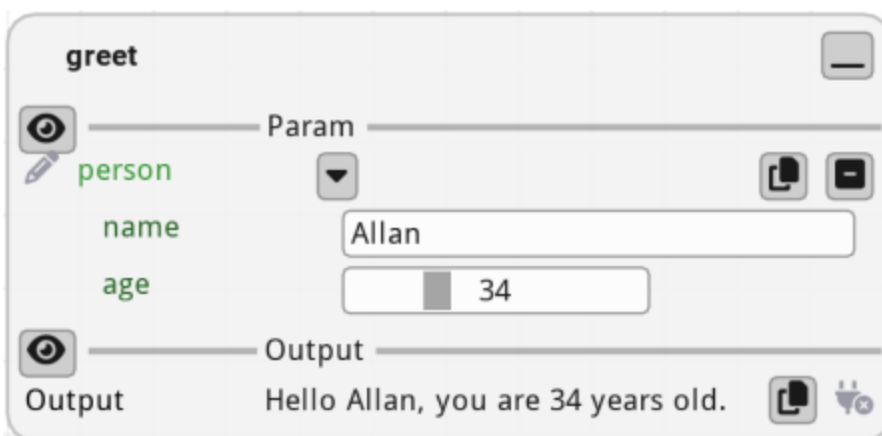 greet
Param
person
name Allan
age 34
Output
Output Hello Allan, you are 34 years old.